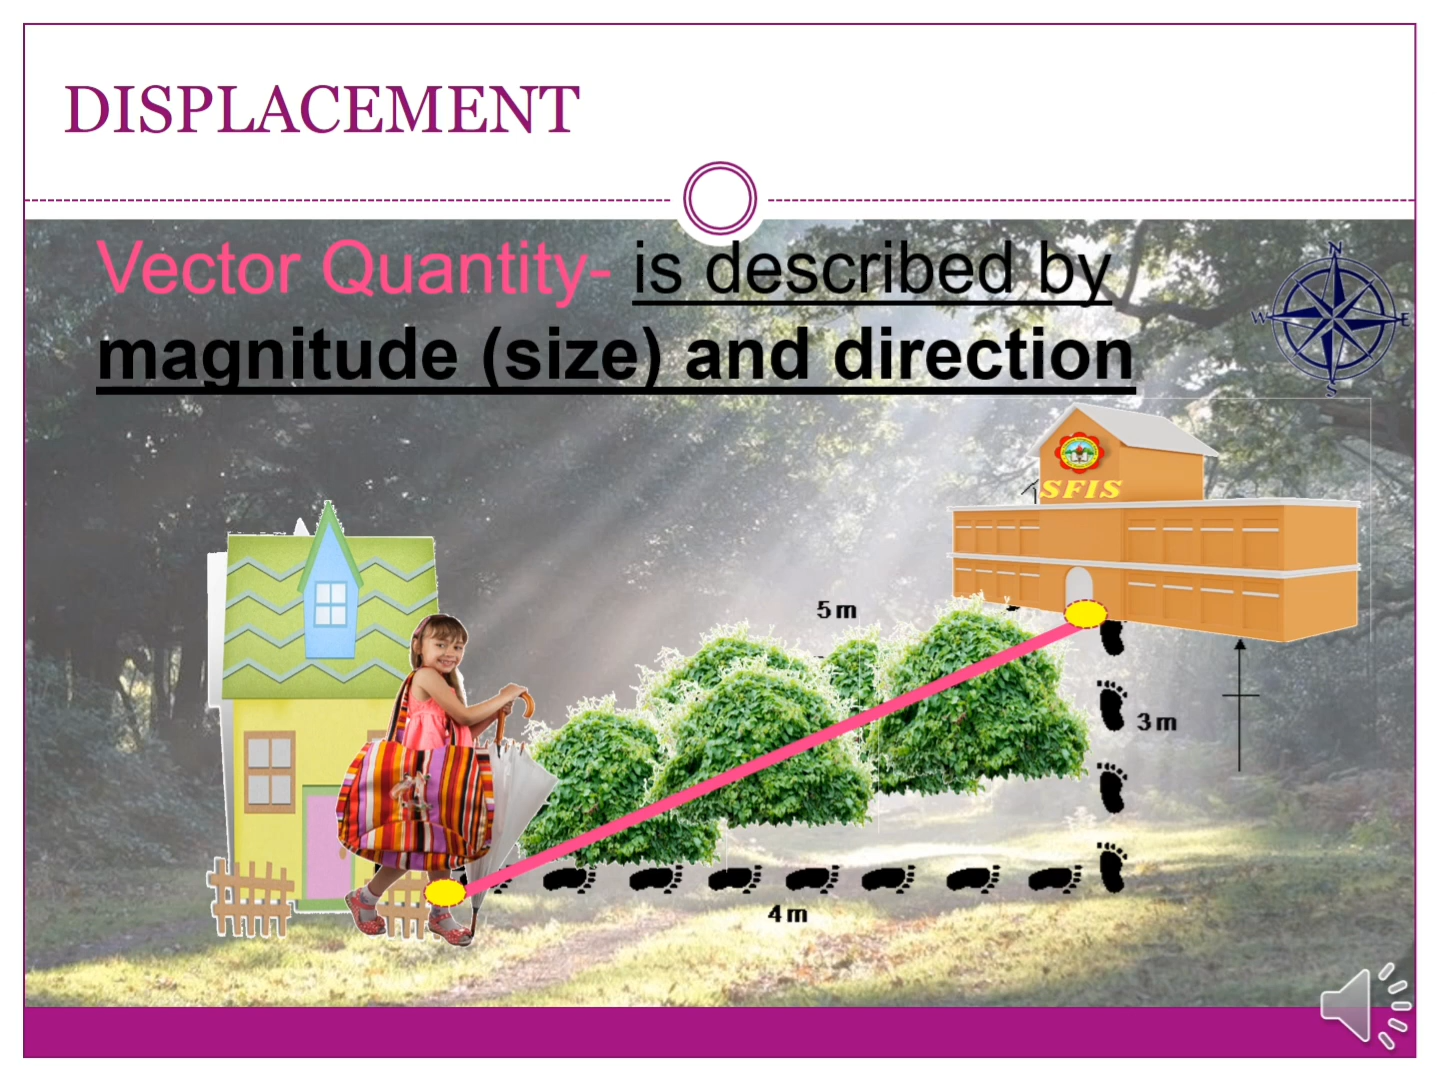 DISPLACEMENT
Vector Quantity- is described by
magnitude (size) and direction
N
W
E
S
SFIS
5 m
3 m
4 m